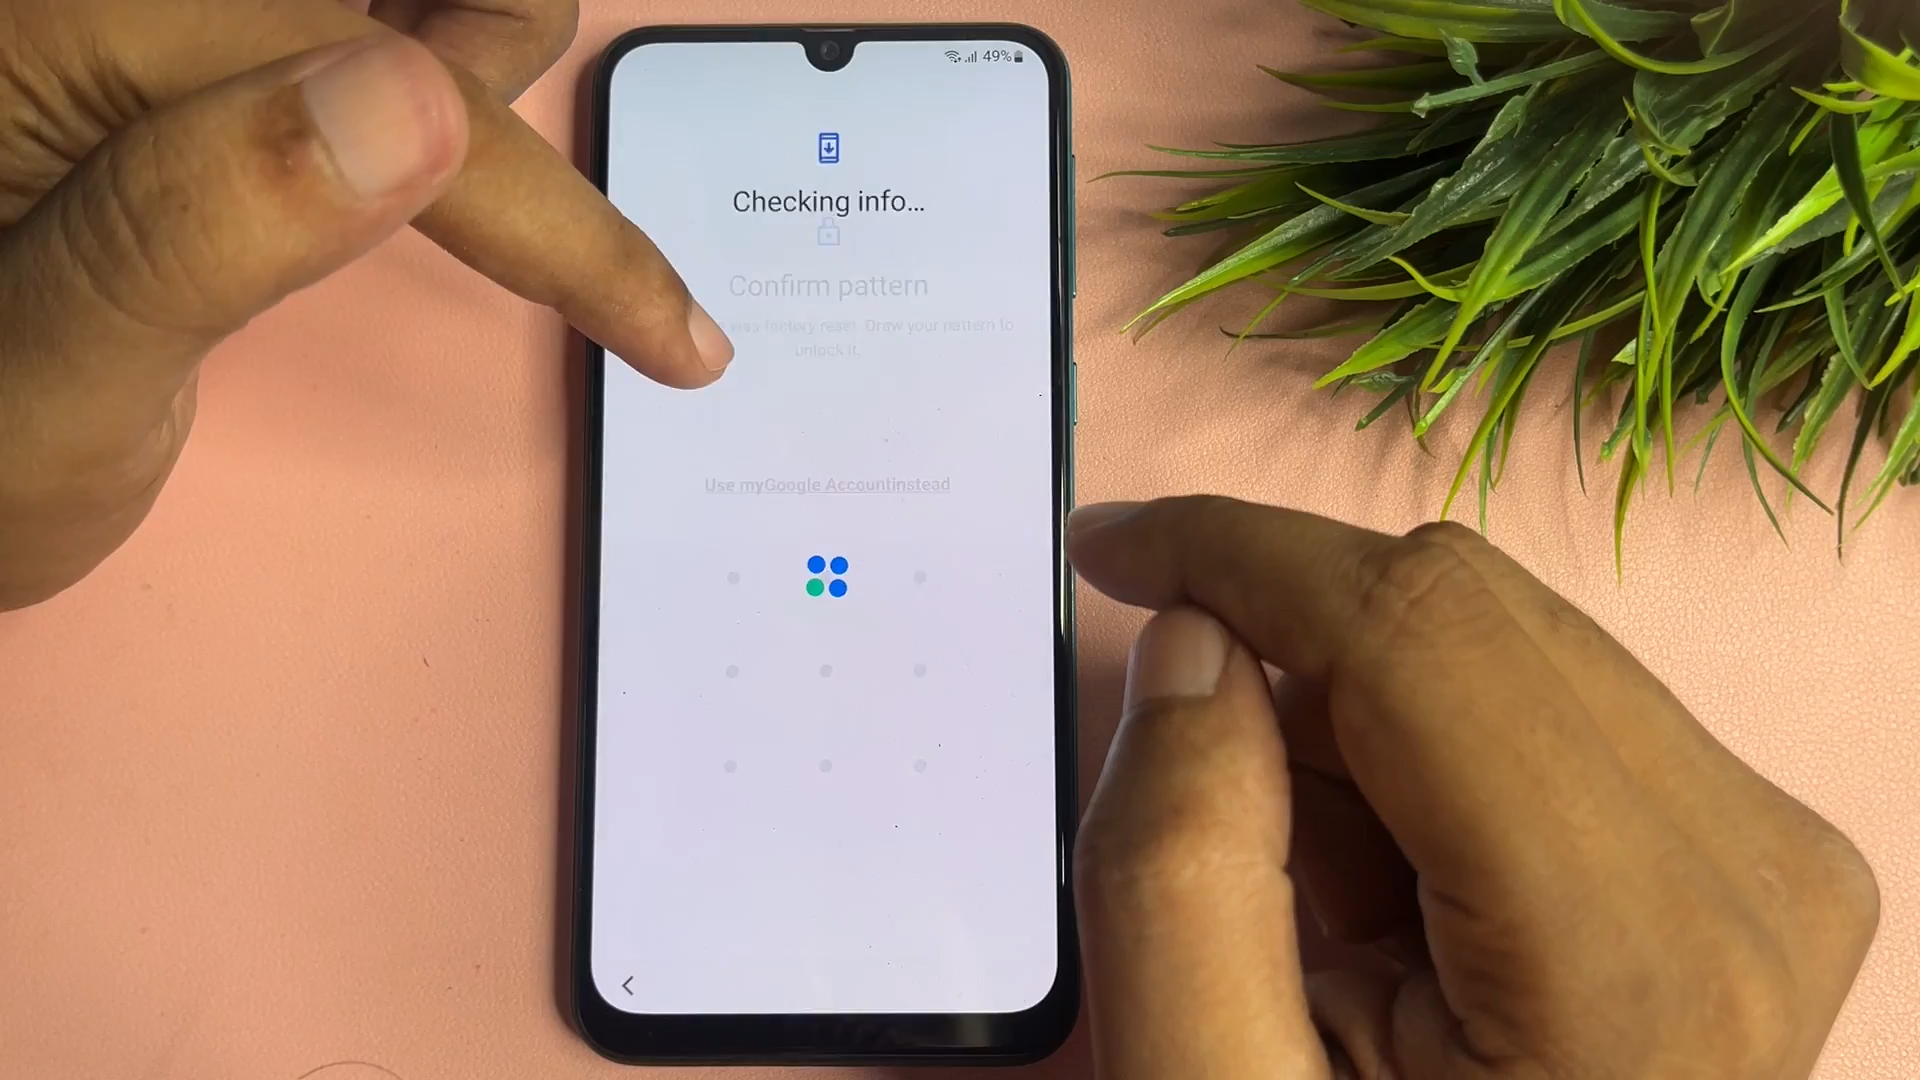 49%
Checking info...
Confirm pattern
was factory reset. Draw your pattern to
unlock it.
Use myGoogle Accountinstead